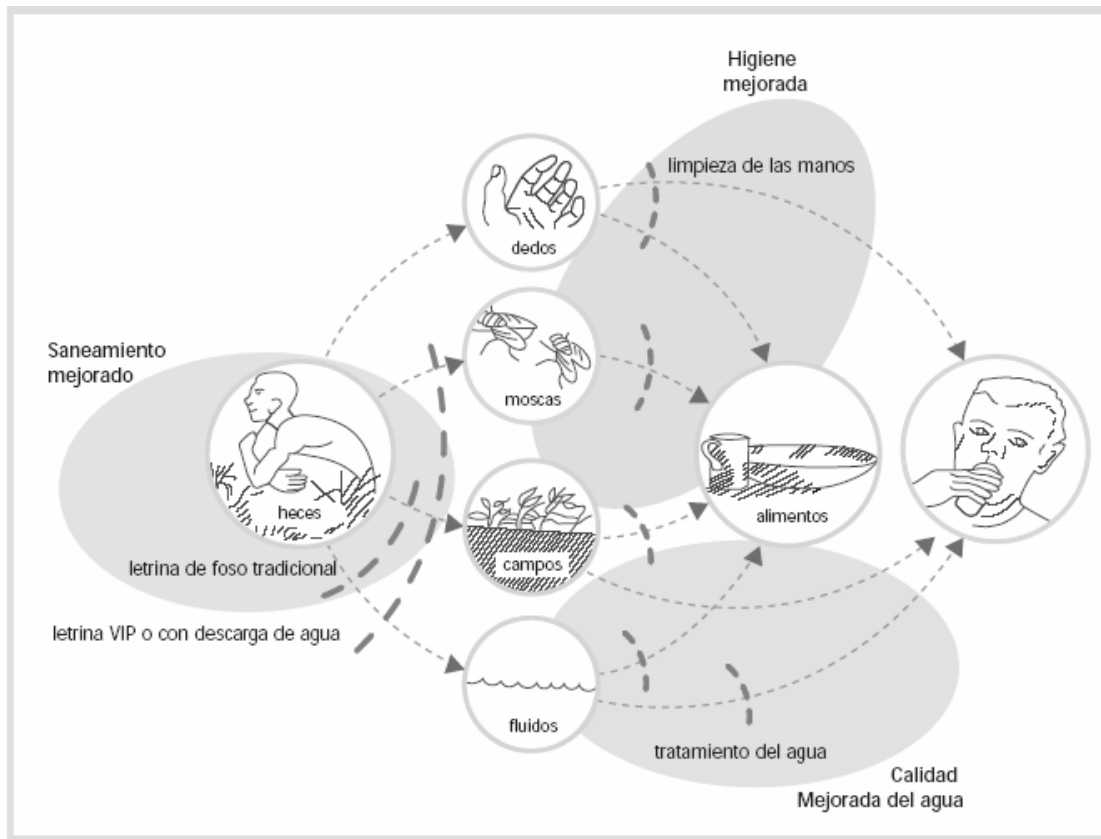 Higiene
mejorada
limpieza de las manos
dedos
Saneamiento
mejorado
moscas
heces
alimentos
campos
letrina de foso tradicional
letrina VIP o con descarga de agua
fluidos
tratamiento del agua
Calidad
Mejorada del agua